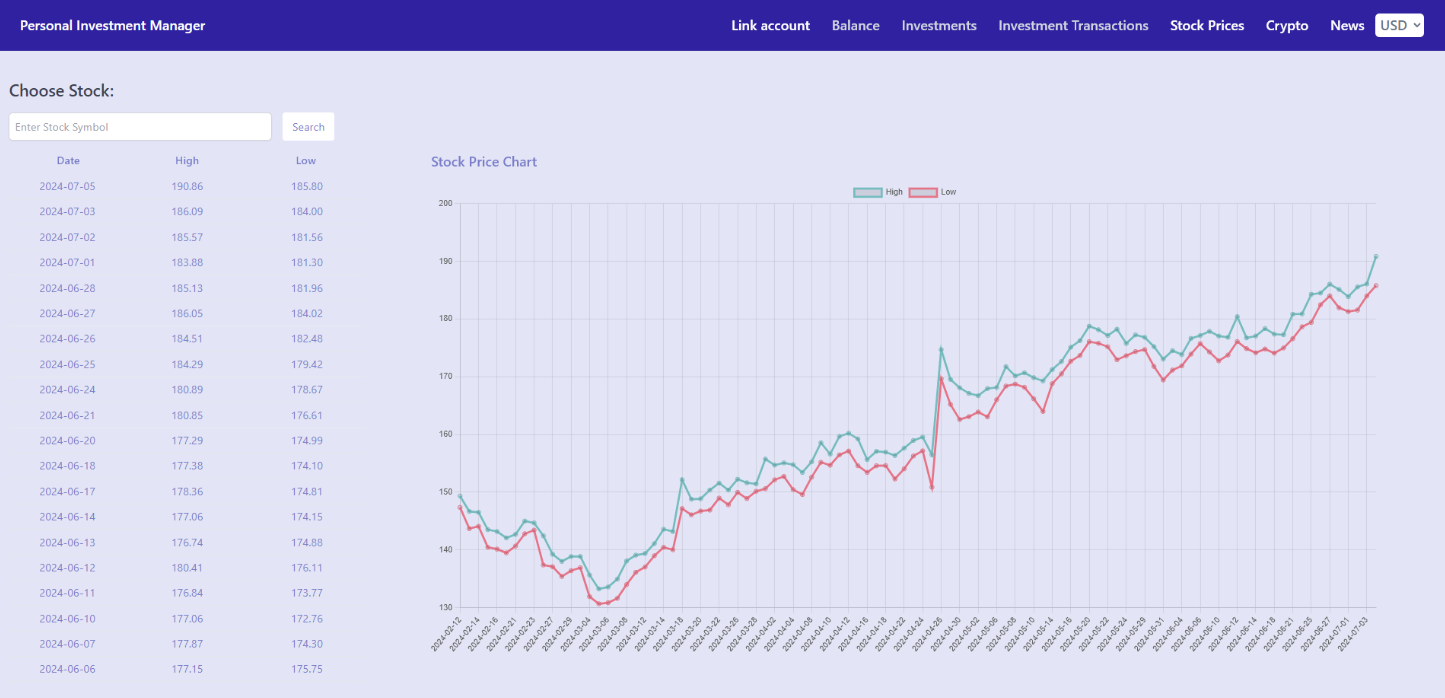 Personal Investment Manager
Link account Balance Investments Investment Transactions Stock Prices Crypto News USD
Choose Stock:
Enter Stock Symbol Search
Date High Low
2024-07-05 190.86 185.80
2024-07-03 186.09 184.00
2024-07-02 185.57 181.56
2024-07-01 183.88 181.30
2024-06-28 185.13 181.96
2024-06-27 186.05 184.02
2024-06-26 184.51 182.48
2024-06-25 184.29 179.42
2024-06-24 180.89 178.67
2024-06-21 180.85 176.61
2024-06-20 177.29 174.99
2024-06-18 177.38 174.10
2024-06-17 178.36 174.81
2024-06-14 177.06 174.15
2024-06-13 176.74 174.88
2024-06-12 180.41 176.11
2024-06-11 176.84 173.77
2024-06-10 177.06 172.76
2024-06-07 177.87 174.30
2024-06-06 177.15 175.75
Stock Price Chart
High Low
200
190
180
170
160
150
140
130
2024-02-12
2024-02-14
2024-02-16
2024-02-21
2024-02-23
2024-02-27
2024-02-29
2024-03-04
2024-03-06
2024-03-08
2024-03-12
2024-03-14
2024-03-18
2024-03-20
2024-03-22
2024-03-26
2024-03-28
2024-04-02
2024-04-04
2024-04-08
2024-04-10
2024-04-12
2024-04-16
2024-04-18
2024-04-22
2024-04-24
2024-04-26
2024-04-30
2024-05-02
2024-05-06
2024-05-08
2024-05-10
2024-05-14
2024-05-16
2024-05-20
2024-05-22
2024-05-24
2024-05-29
2024-05-31
2024-06-04
2024-06-06
2024-06-10
2024-06-12
2024-06-14
2024-06-18
2024-06-21
2024-06-25
2024-06-27
2024-07-01
2024-07-03